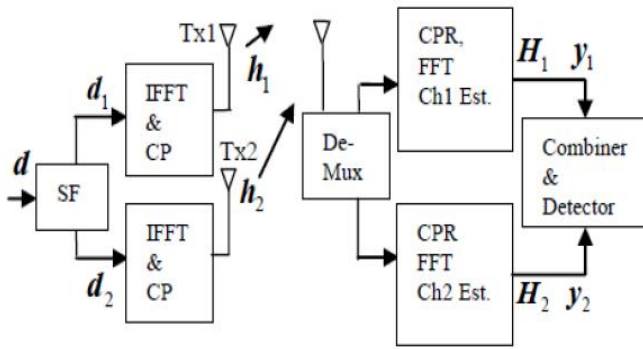 d
SF
d1
d2
IFFT
&
CP
IFFT
&
CP
Tx1
Tx2
h1
h2
De-
Mux
CPR,
FFT
Ch1 Est.
CPR
FFT
Ch2 Est.
H1 y1
H2 y2
Combiner
&
Detector